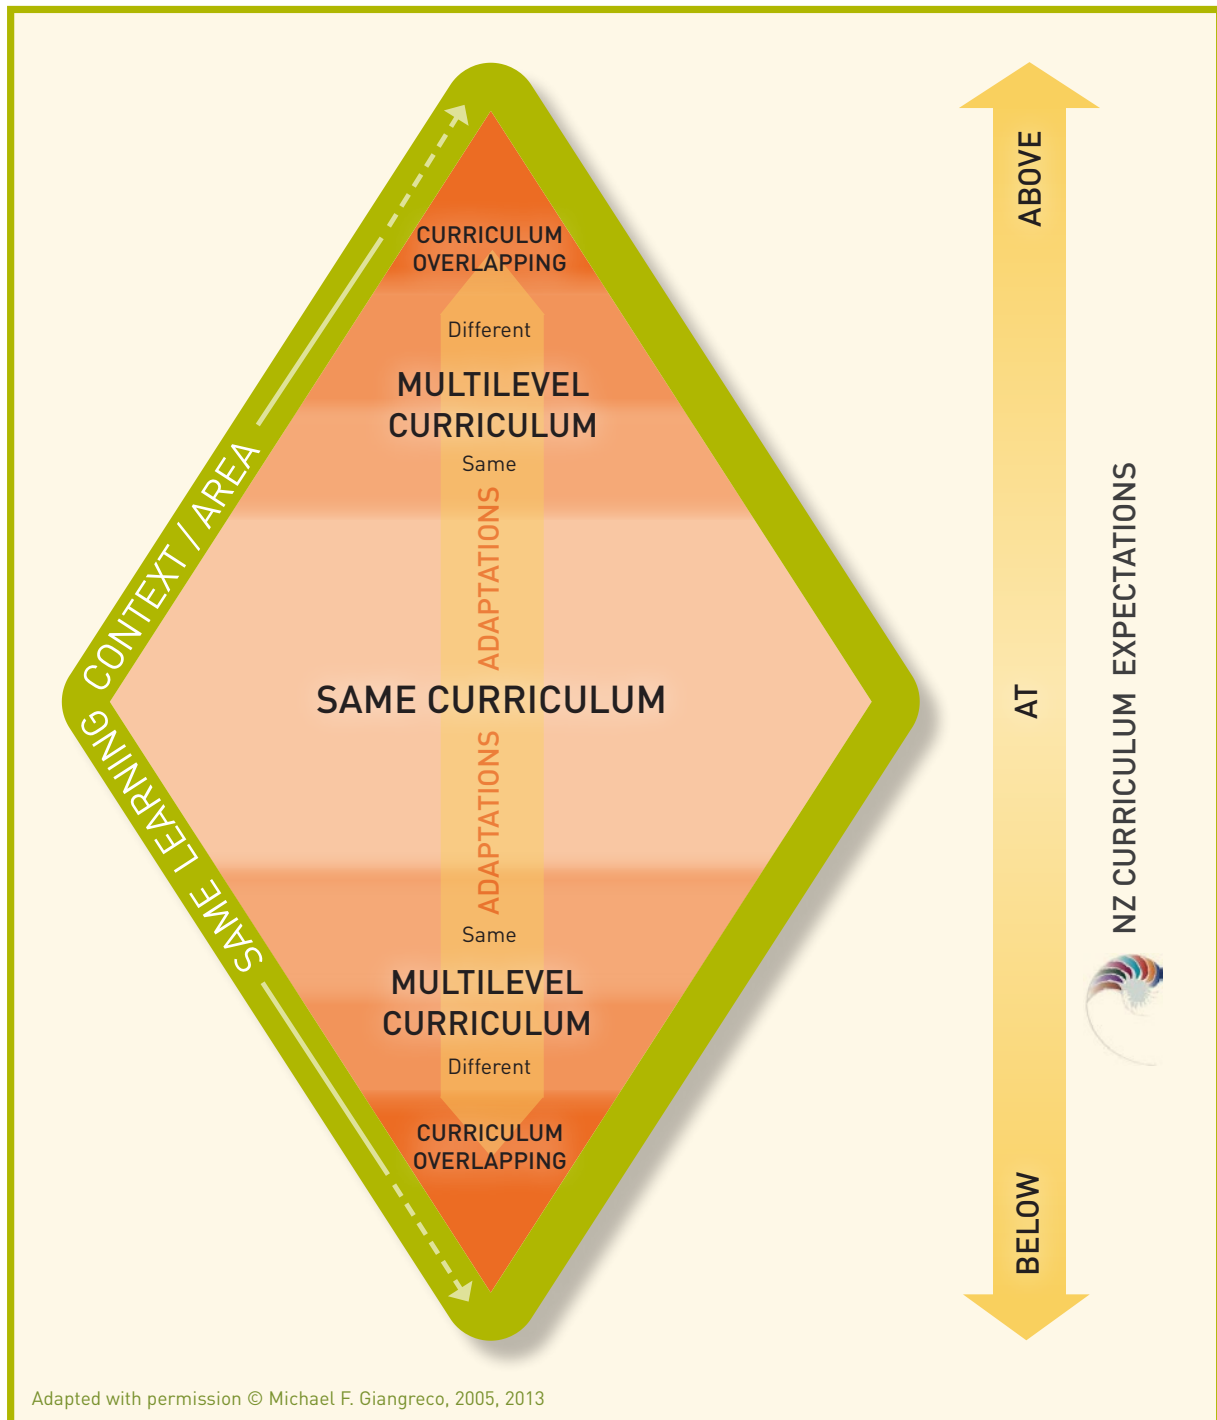 CURRICULUM
OVERLAPPING
Different
MULTILEVEL
CURRICULUM
Same
ADAPTATIONS
SAME CURRICULUM
ADAPTATIONS
Same
MULTILEVEL
CURRICULUM
Different
CURRICULUM
OVERLAPPING
SAME LEARNING CONTEXT / AREA
ABOVE
AT
BELOW
NZ CURRICULUM EXPECTATIONS
Adapted with permission © Michael F. Giangreco, 2005, 2013